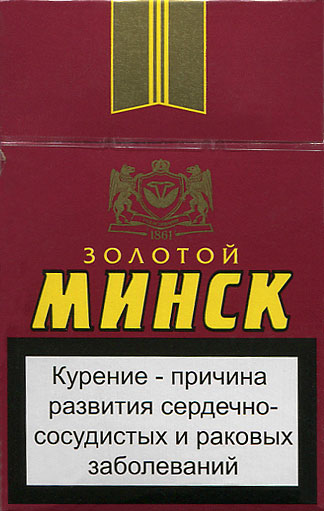 1861
ЗОЛОТОЙ
МИНСК
Курение - причина
развития сердечно-
сосудистых и раковых
заболеваний